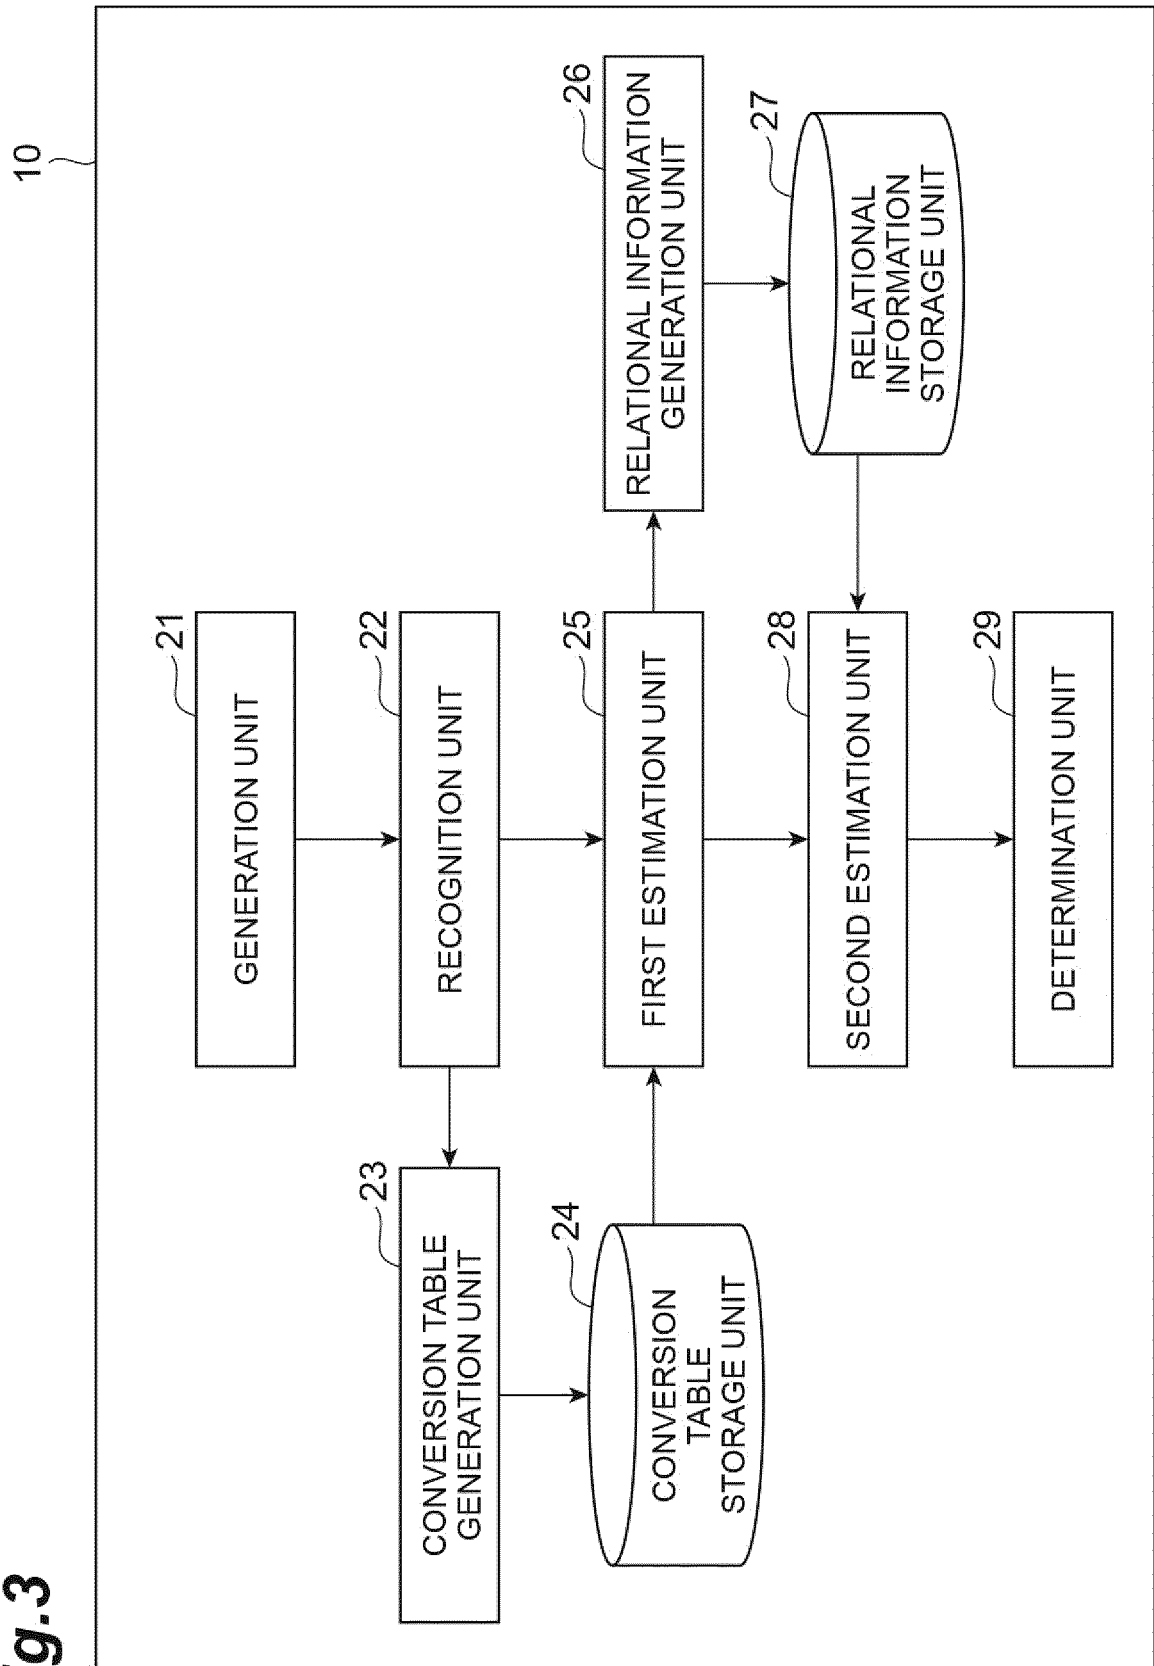 ig.3
10
21
GENERATION UNIT
22
RECOGNITION UNIT
23
CONVERSION TABLE
GENERATION UNIT
24
CONVERSION
TABLE
STORAGE UNIT
25
FIRST ESTIMATION UNIT
26
RELATIONAL INFORMATION
GENERATION UNIT
27
RELATIONAL
INFORMATION
STORAGE UNIT
28
SECOND ESTIMATION UNIT
29
DETERMINATION UNIT